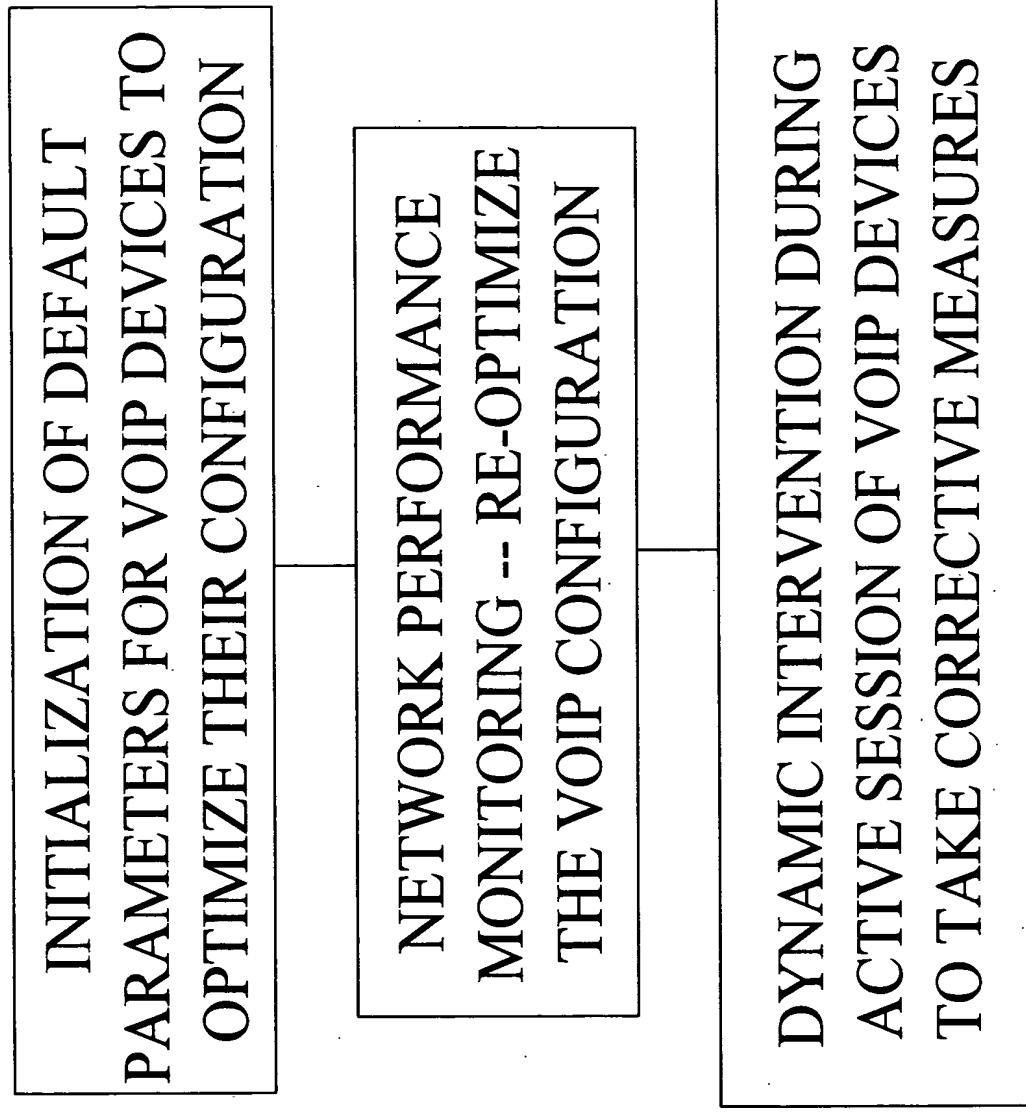 INITIALIZATION OF DEFAULT
PARAMETERS FOR VOIP DEVICES TO
OPTIMIZE THEIR CONFIGURATION
NETWORK PERFORMANCE
MONITORING -- RE-OPTIMIZE
THE VOIP CONFIGURATION
DYNAMIC INTERVENTION DURING
ACTIVE SESSION OF VOIP DEVICES
TO TAKE CORRECTIVE MEASURES